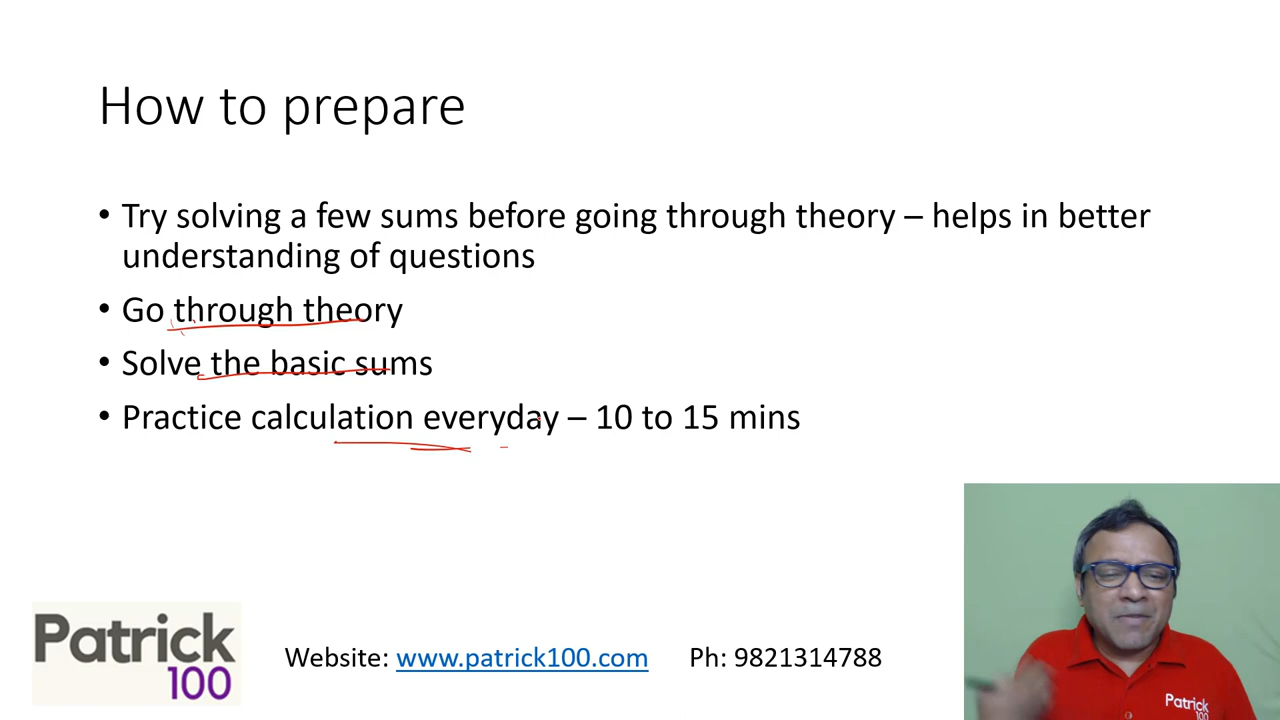 How to prepare
• Try solving a few sums before going through theory – helps in better
understanding of questions
• Go through theory
• Solve the basic sums
• Practice calculation everyday – 10 to 15 mins
Patrick
100
Website: www.patrick100.com Ph: 9821314788
Patrick
100